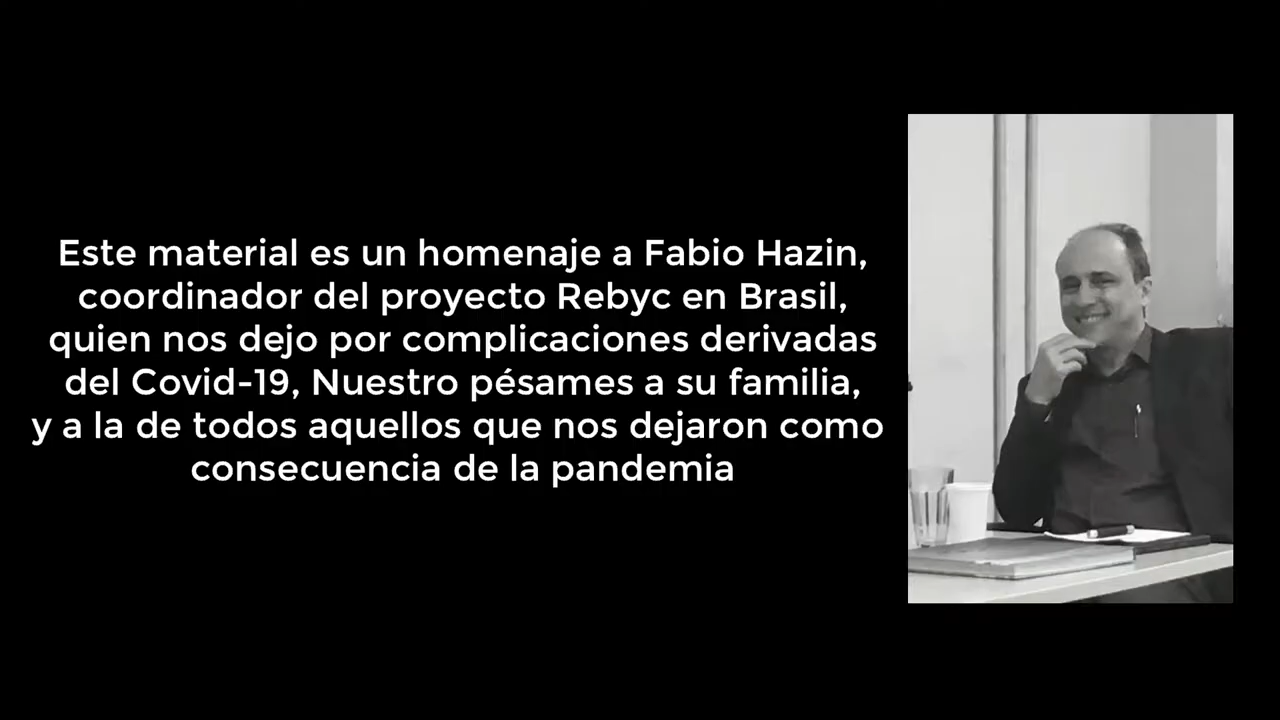 Este material es un homenaje a Fabio Hazin,
coordinador del proyecto Rebyc en Brasil,
quien nos dejo por complicaciones derivadas
del Covid-19, Nuestro pésames a su familia,
y a la de todos aquellos que nos dejaron como
consecuencia de la pandemia